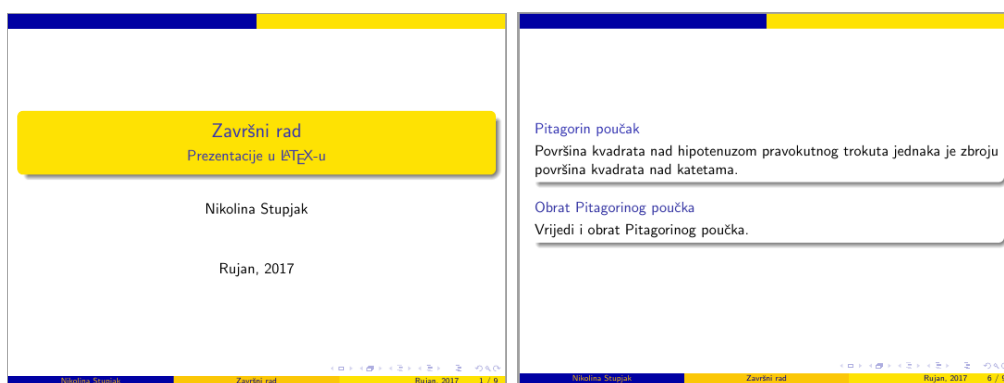 Završni rad
Prezentacije u LATEX-u
Nikolina Stupjak
Rujan, 2017
Nikolina Stupjak Završni rad Rujan, 2017 1 / 9
Pitagorin poučak
Površina kvadrata nad hipotenuzom pravokutnog trokuta jednaka je zbroju
površina kvadrata nad katetama.
Obrat Pitagorinog poučka
Vrijedi i obrat Pitagorinog poučka.
Nikolina Stupjak Završni rad Rujan, 2017 6 / 9